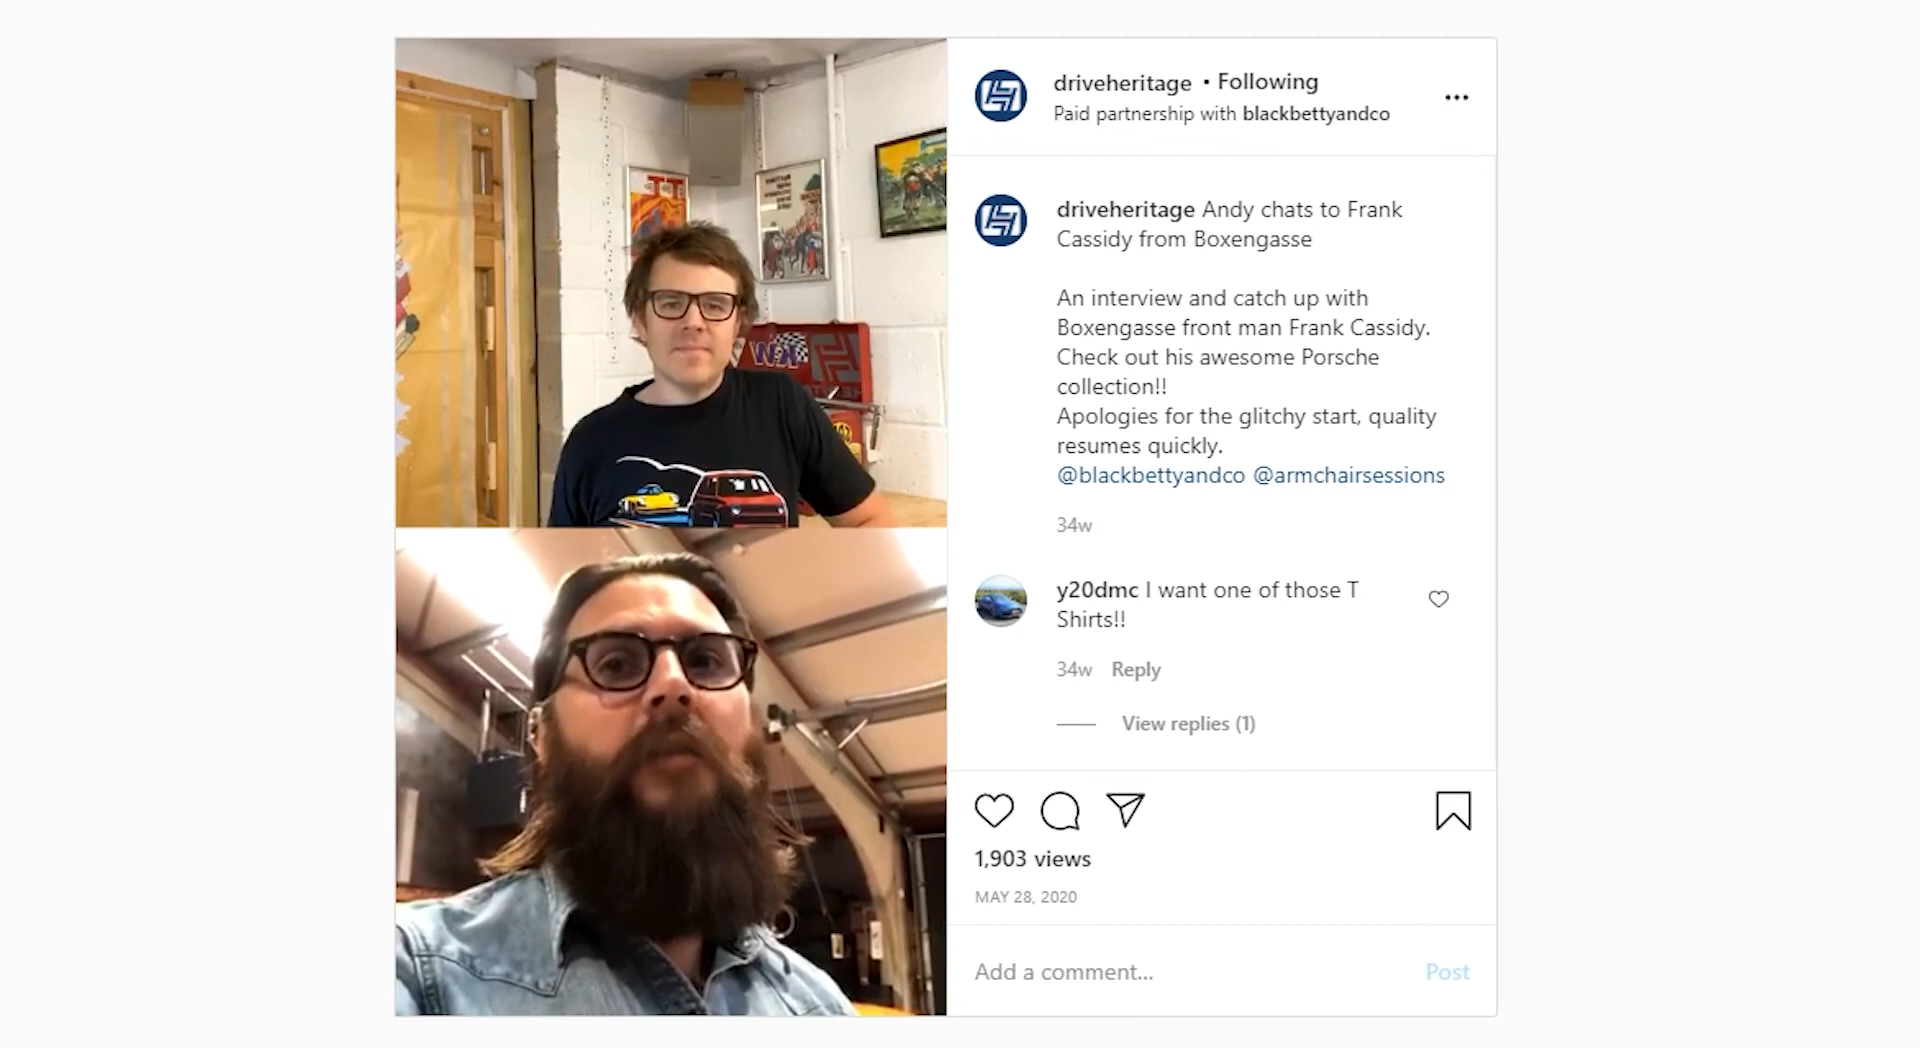 driveheritage • Following
Paid partnership with blackbettyandco
driveheritage Andy chats to Frank
Cassidy from Boxengasse
An interview and catch up with
Boxengasse front man Frank Cassidy.
Check out his awesome Porsche
collection!!
Apologies for the glitchy start, quality
resumes quickly.
@blackbettyandco @armchairsessions
34w
y20dmc I want one of those T
Shirts!!
34w Reply
View replies (1)
1,903 views
MAY 28, 2020
Add a comment...
Post
TT